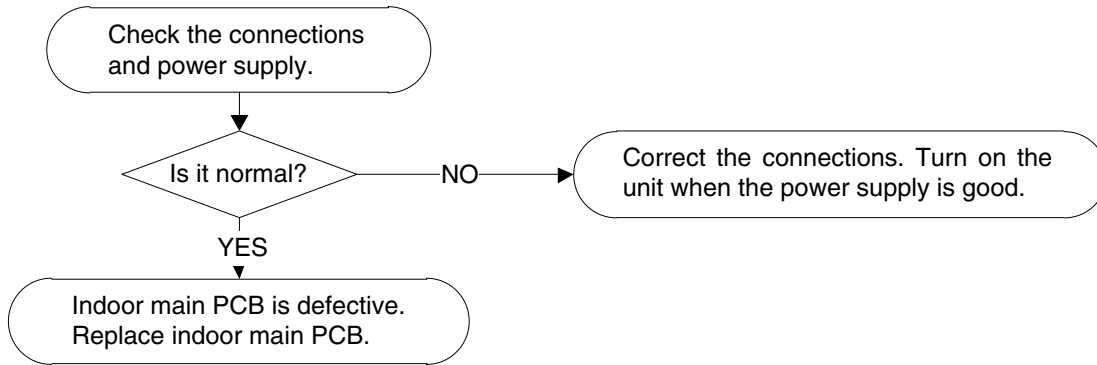 Check the connections
and power supply.
Is it normal?
NO
Correct the connections. Turn on the
unit when the power supply is good.
YES
Indoor main PCB is defective.
Replace indoor main PCB.